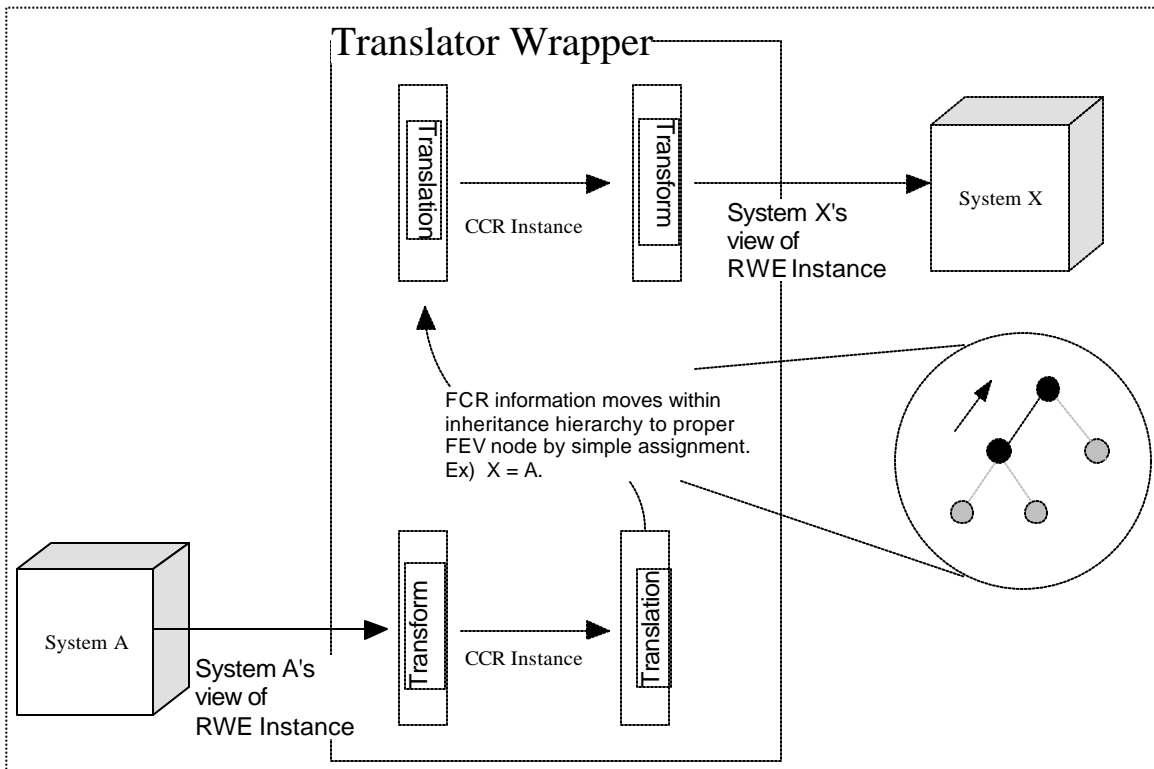 Translator Wrapper
Translation
CCR Instance
Transform
System X's
view of
RWE Instance
System X
FCR information moves within
inheritance hierarchy to proper
FEV node by simple assignment.
Ex)  X = A.
System A
System A's
view of
RWE Instance
Transform
CCR Instance
Translation